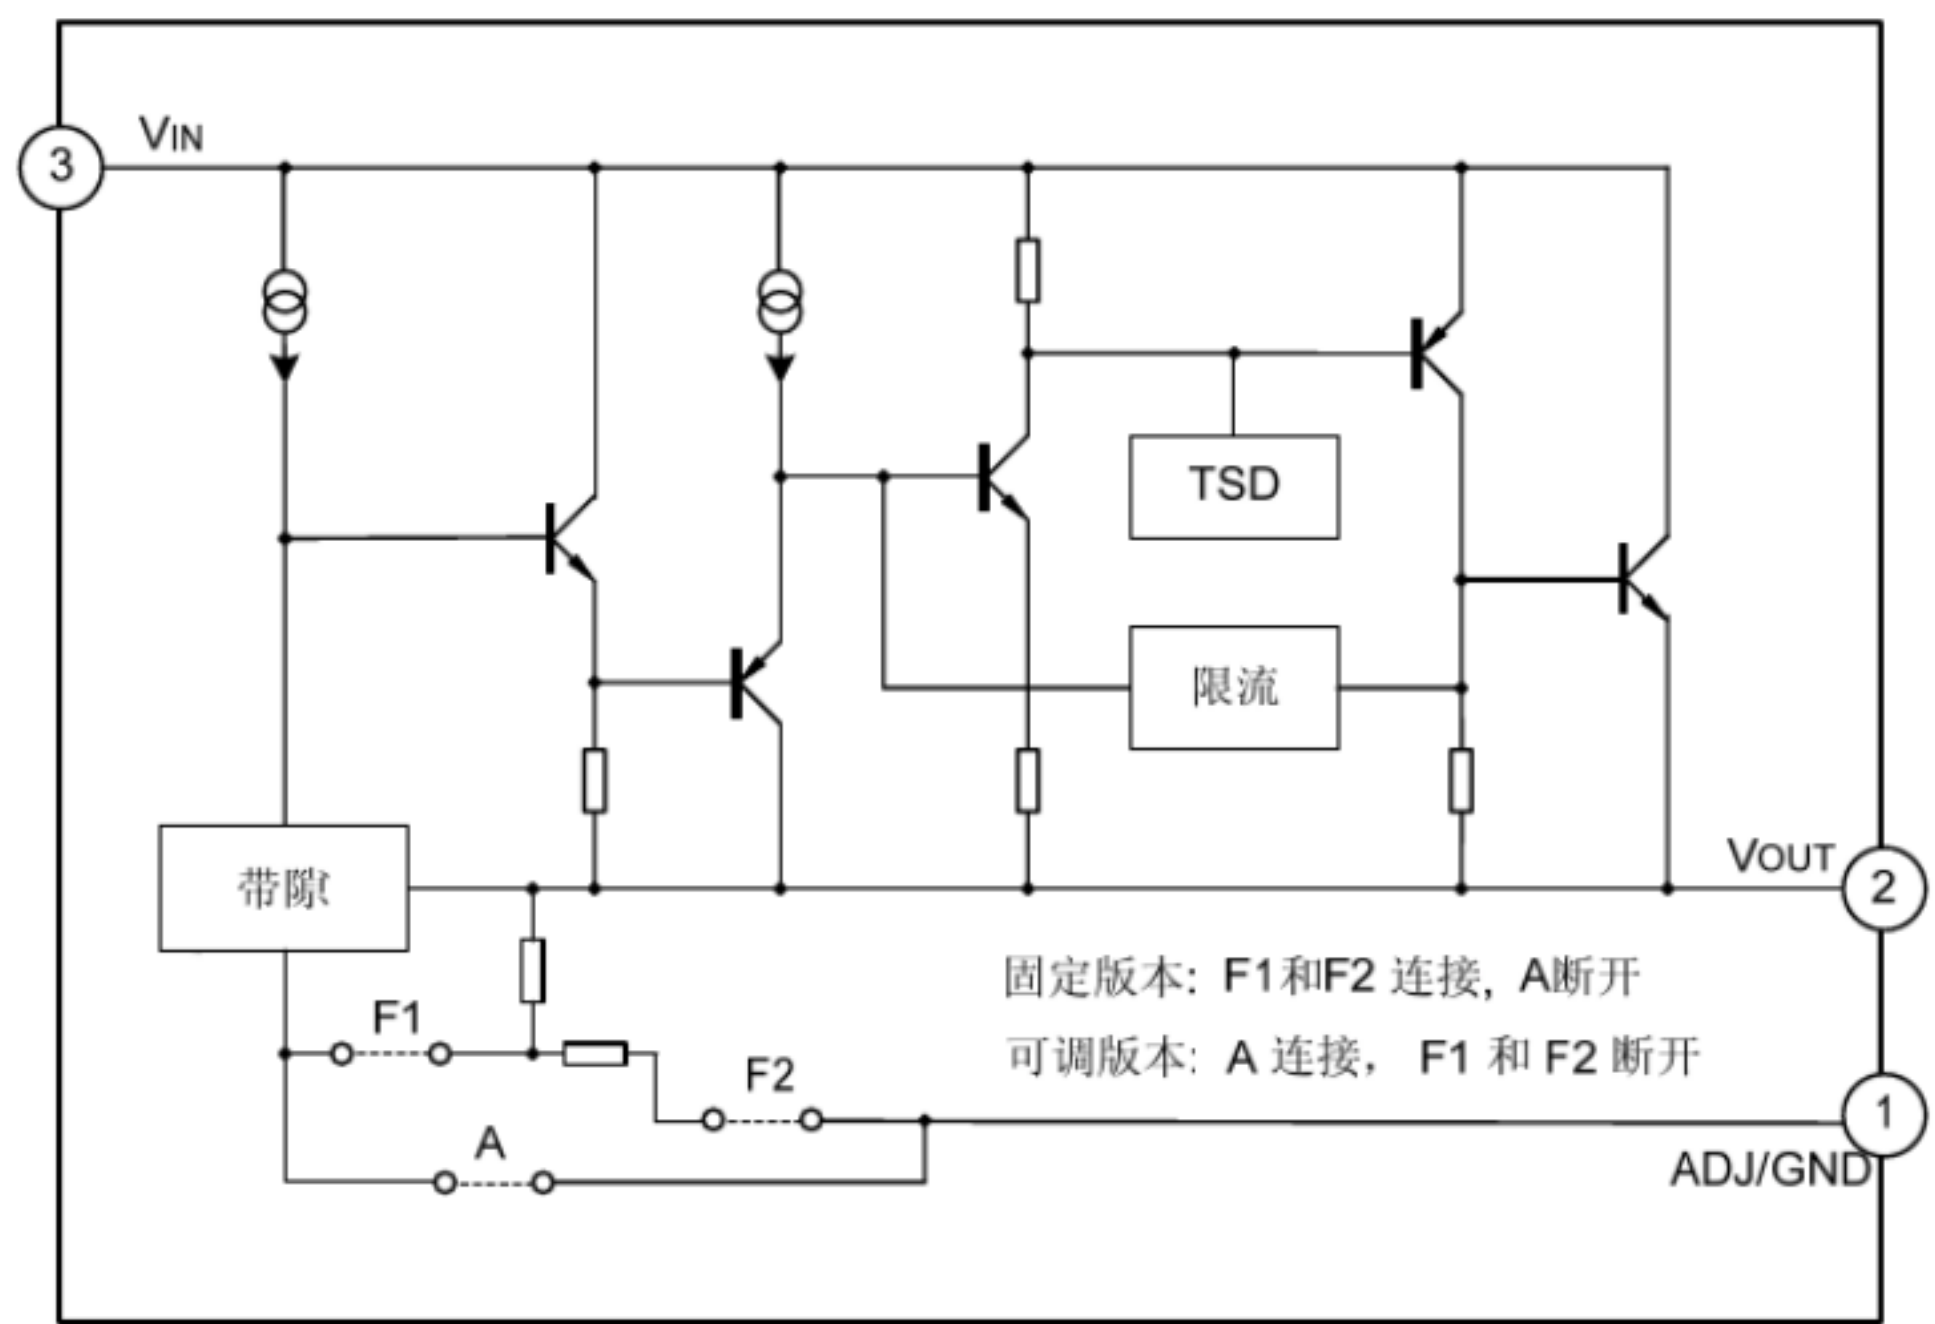 VIN
3
TSD
限流
带隙
VOUT
2
固定版本: F1和F2 连接, A断开
F1
可调版本: A 连接， F1 和 F2 断开
F2
1
A
ADJ/GND